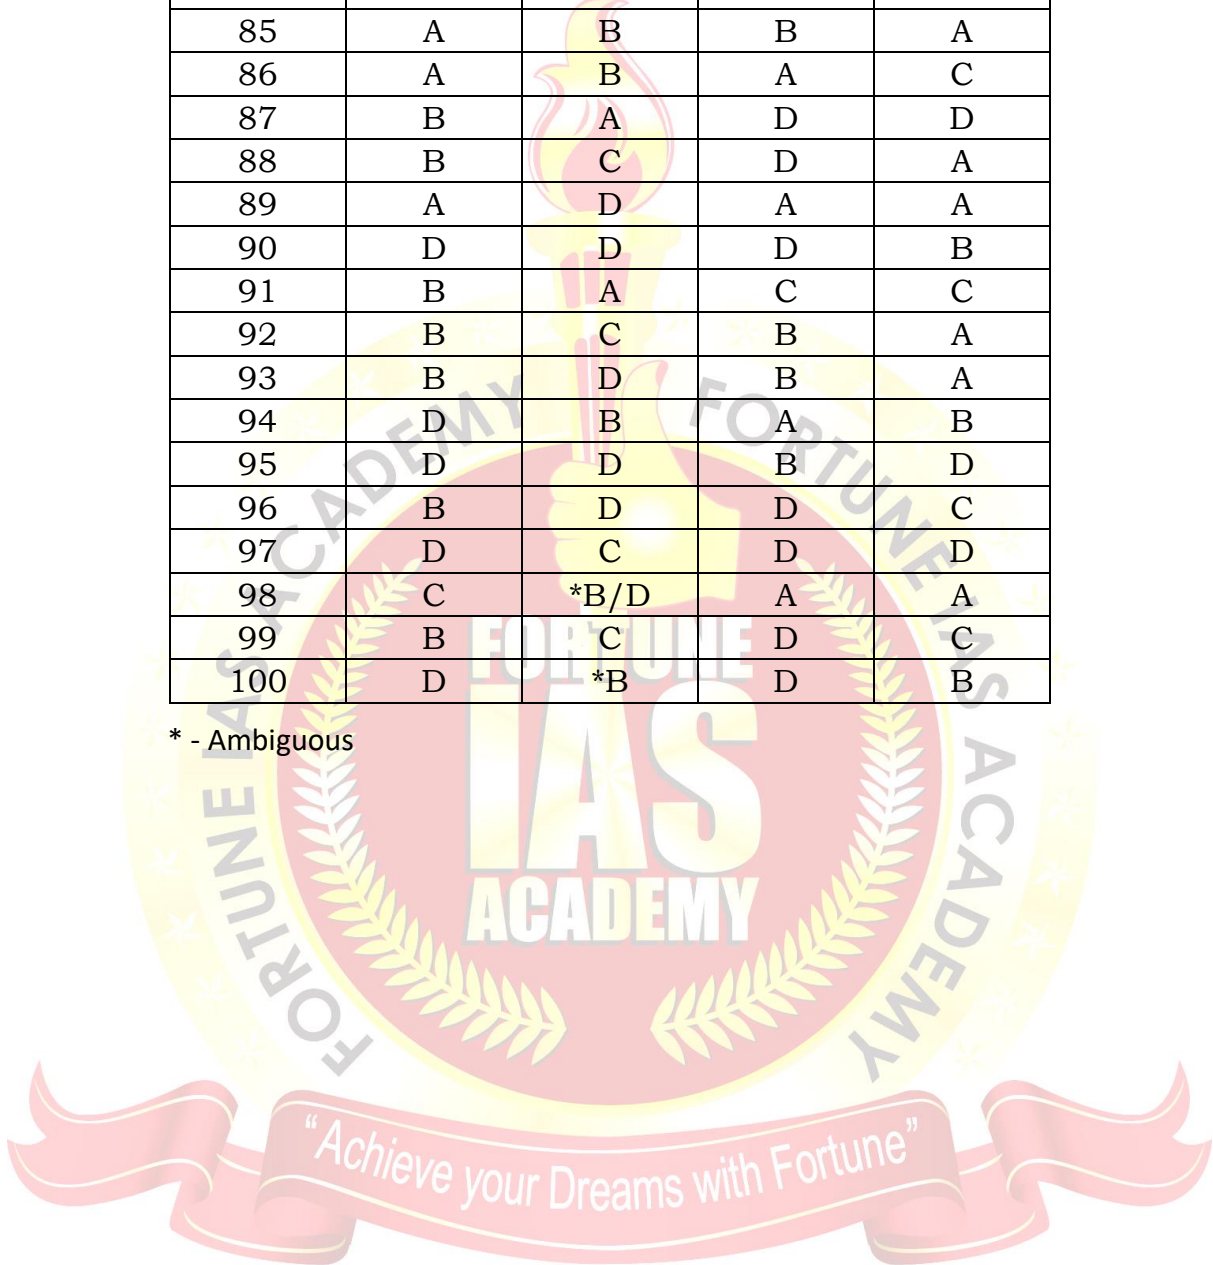 85 A B B A
86 A B A C
87 B A D D
88 B C D A
89 A D A A
90 D D D B
91 B A C C
92 B C B A
93 B D B A
94 D B A B
95 D D B D
96 B D D C
97 D C D D
98 C *B/D A A
99 B C D C
100 D *B D B
* - Ambiguous
FORTUNE IAS ACADEMY
FORTUNE IAS ACADEMY
FORTUNE
IAS
ACADEMY
"Achieve your Dreams with Fortune"